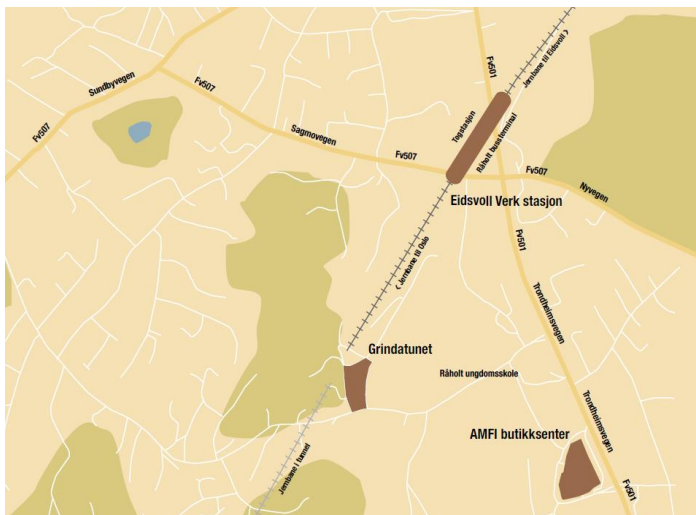 Fv501
Jernbane til Eidsvoll >
Sundbyvegen
Fv507
Fv507
Sagmovegen
Togstasjon
Råholt bussterminal
Fv507
Fv507
Fv507
Nyvegen
Eidsvoll Verk stasjon
Fv501
< Jernbane til Oslo
Trondheimsvegen
Grindatunet
Råholt ungdomsskole
Trondheimsvegen
AMFI butikksenter
Jernbane i tunnel
Fv501